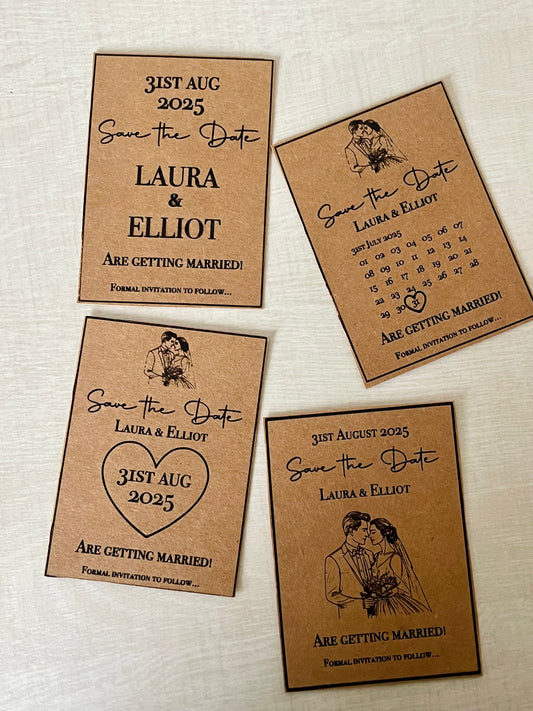 31ST AUG
2025
Save the Date
LAURA
&
ELLIOT
ARE GETTING MARRIED!
FORMAL INVITATION TO FOLLOW...
Save the Date
LAURA & ELLIOT
31ST JULY 2025
01 02 03 04 05 06 07
08 09 10 11 12 13 14
15 16 17 18 19 20 21
22 23 24 25 26 27 28
29 30 31
ARE GETTING MARRIED!
FORMAL INVITATION TO FOLLOW...
Save the Date
LAURA & ELLIOT
31ST AUG
2025
ARE GETTING MARRIED!
FORMAL INVITATION TO FOLLOW...
31ST AUGUST 2025
Save the Date
LAURA & ELLIOT
ARE GETTING MARRIED!
FORMAL INVITATION TO FOLLOW...